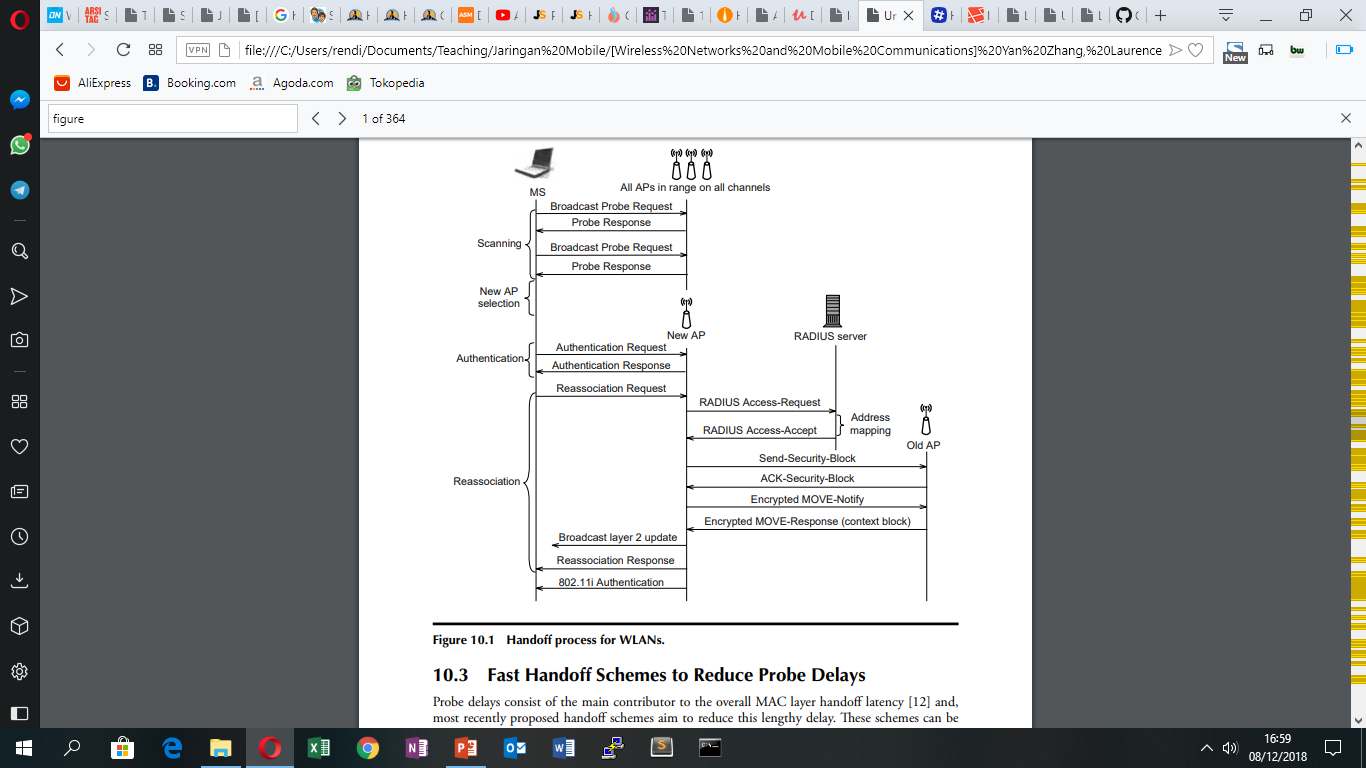 VPN
file:///C:/Users/rendi/Documents/Teaching/Jaringan%20Mobile/[Wireless%20Networks%20and%20Mobile%20Communications]%20Yan%20Zhang,%20Laurence
New
bw
AliExpress
B. Booking.com
a Agoda.com
Tokopedia
figure
1 of 364
MS
All APs in range on all channels
Broadcast Probe Request
Probe Response
Scanning
Broadcast Probe Request
Probe Response
New AP
selection
New AP
RADIUS server
Authentication Request
Authentication
Authentication Response
Reassociation Request
RADIUS Access-Request
Address
mapping
RADIUS Access-Accept
Old AP
Send-Security-Block
ACK-Security-Block
Reassociation
Encrypted MOVE-Notify
Encrypted MOVE-Response (context block)
Broadcast layer 2 update
Reassociation Response
802.11i Authentication
Figure 10.1 Handoff process for WLANs.
10.3 Fast Handoff Schemes to Reduce Probe Delays
Probe delays consist of the main contributor to the overall MAC layer handoff latency [12] and,
most recently proposed handoff schemes aim to reduce this lengthy delay. These schemes can be
16:59
08/12/2018